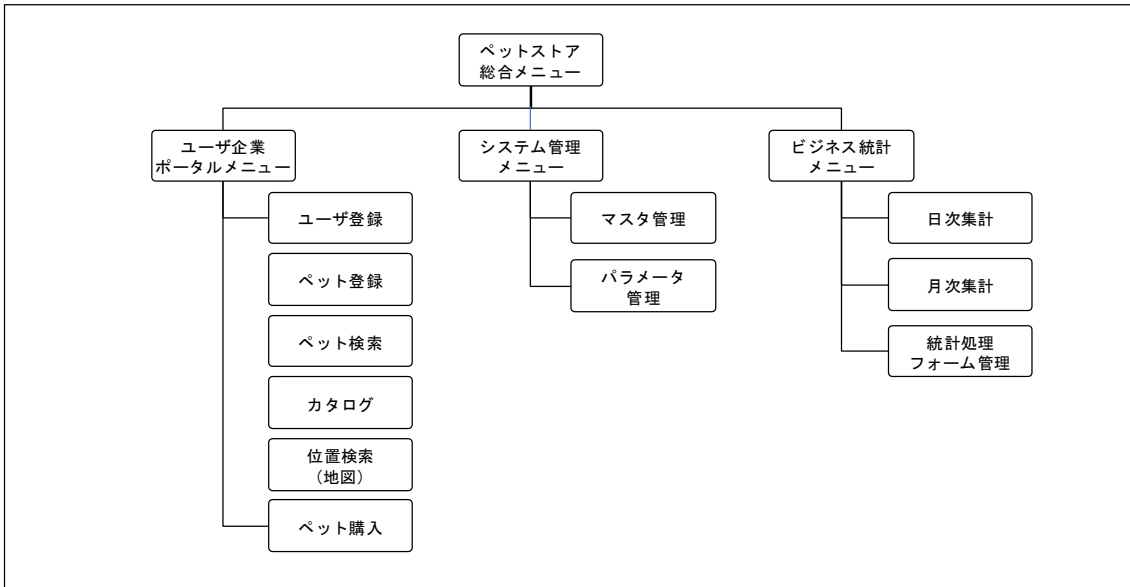 ペットストア
総合メニュー
ユーザ企業
ポータルメニュー
システム管理
メニュー
ビジネス統計
メニュー
ユーザ登録
ペット登録
ペット検索
カタログ
位置検索
（地図）
ペット購入
マスタ管理
パラメータ
管理
日次集計
月次集計
統計処理
フォーム管理